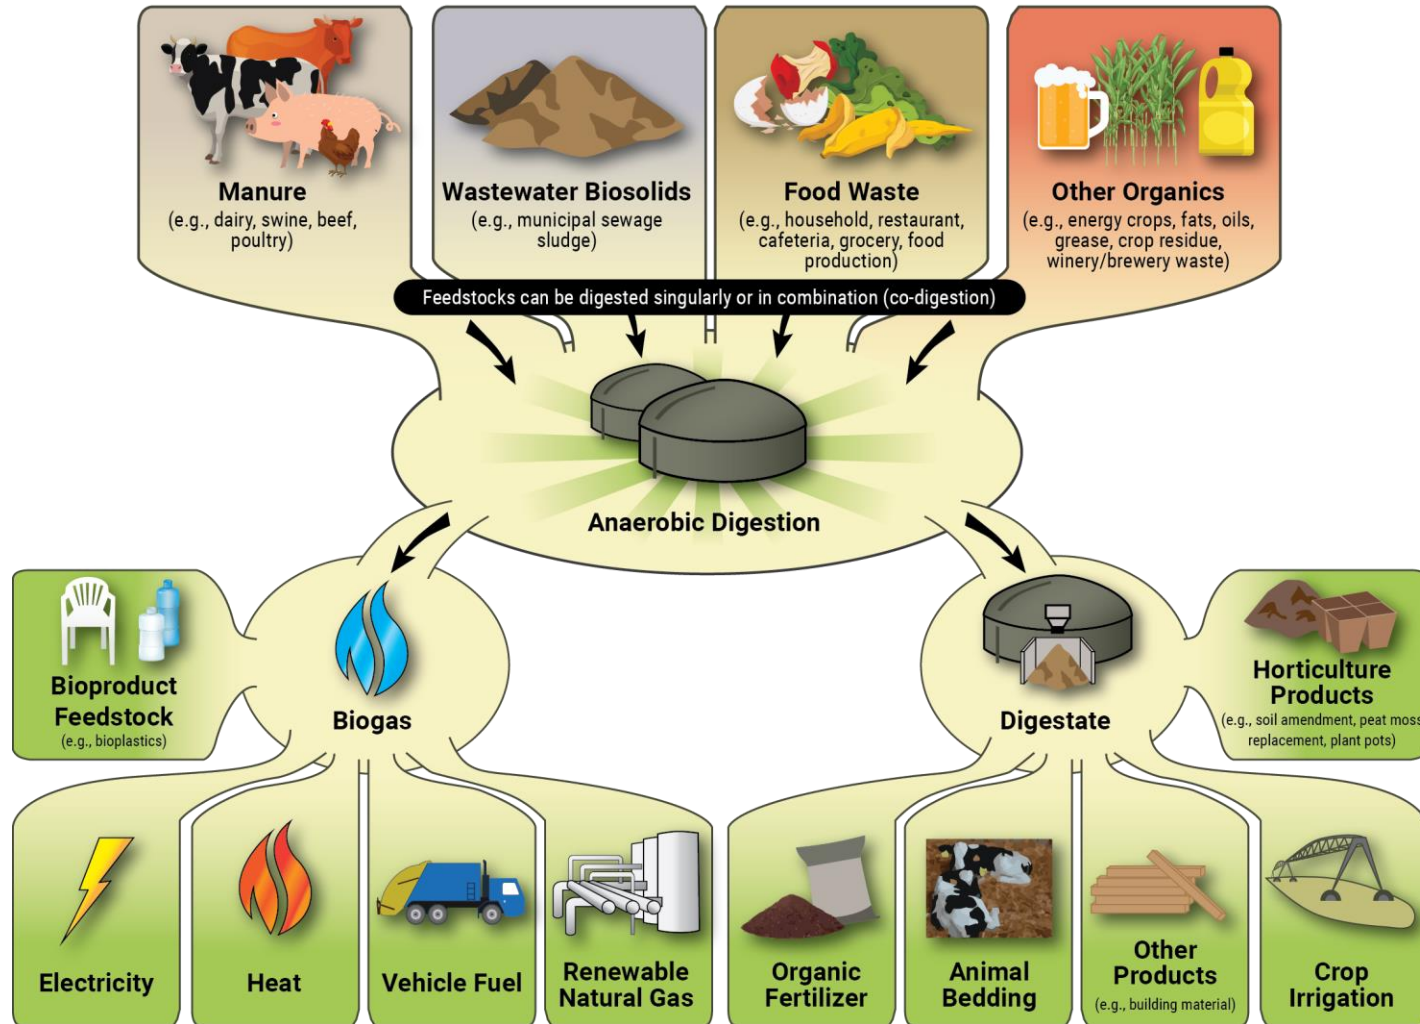 Manure
(e.g., dairy, swine, beef,
poultry)
Wastewater Biosolids
(e.g., municipal sewage
sludge)
Food Waste
(e.g., household, restaurant,
cafeteria, grocery, food
production)
Other Organics
(e.g., energy crops, fats, oils,
grease, crop residue,
winery/brewery waste)
Feedstocks can be digested singularly or in combination (co-digestion)
Anaerobic Digestion
Bioproduct
Feedstock
(e.g., bioplastics)
Biogas
Digestate
Horticulture
Products
(e.g., soil amendment, peat moss
replacement, plant pots)
Electricity
Heat
Vehicle Fuel
Renewable
Natural Gas
Organic
Fertilizer
Animal
Bedding
Other
Products
(e.g., building material)
Crop
Irrigation